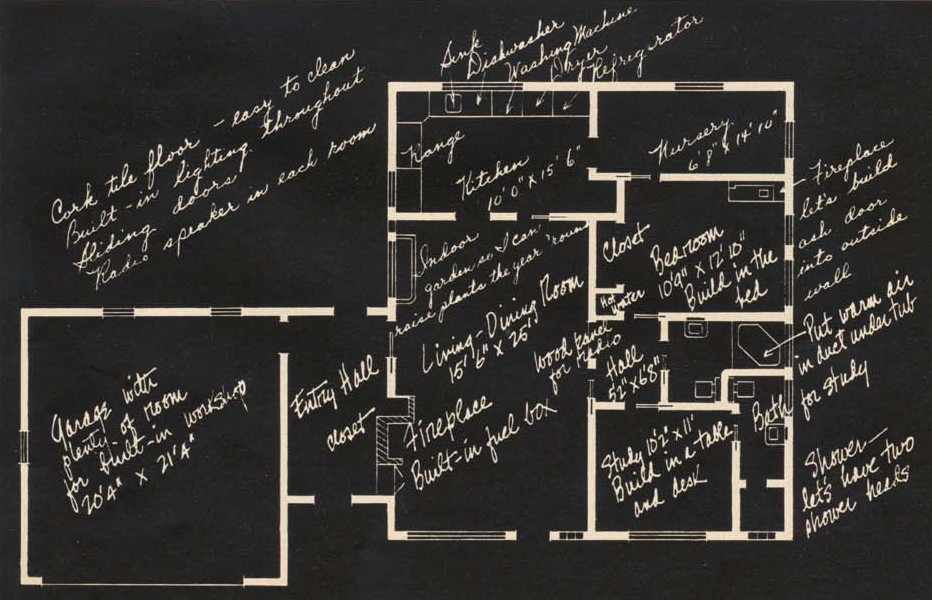 Sink
Dishwasher
Washing Machine
Dryer
Refrigerator
Cork tile floor - easy to clean
Built-in lighting throughout
Sliding doors!
Radio speaker in each room
Range
Kitchen
10' 0" X 15' 6"
Nursery
6' 8" X 14' 10"
Fireplace
let's build
ash door
into outside
wall
Closet
Bedroom
10'9" X 12' 10"
Build in the
bed
Indoor
garden so I can
raise plants the year 'roun
Hot
water
Living-Dining Room
15' 6" X 25'
Wood panel
for radio
Hall
5'2" X 6'8"
Put warm air
in duct under tub
for study
Entry Hall
closet
Fireplace
Built-in fuel box
Garage with
plenty of room
for built-in workshop
20'4" X 21'4"
Bath
Study 10'2" X 11'
Build in a table
and desk
Shower -
let's have two
shower heads